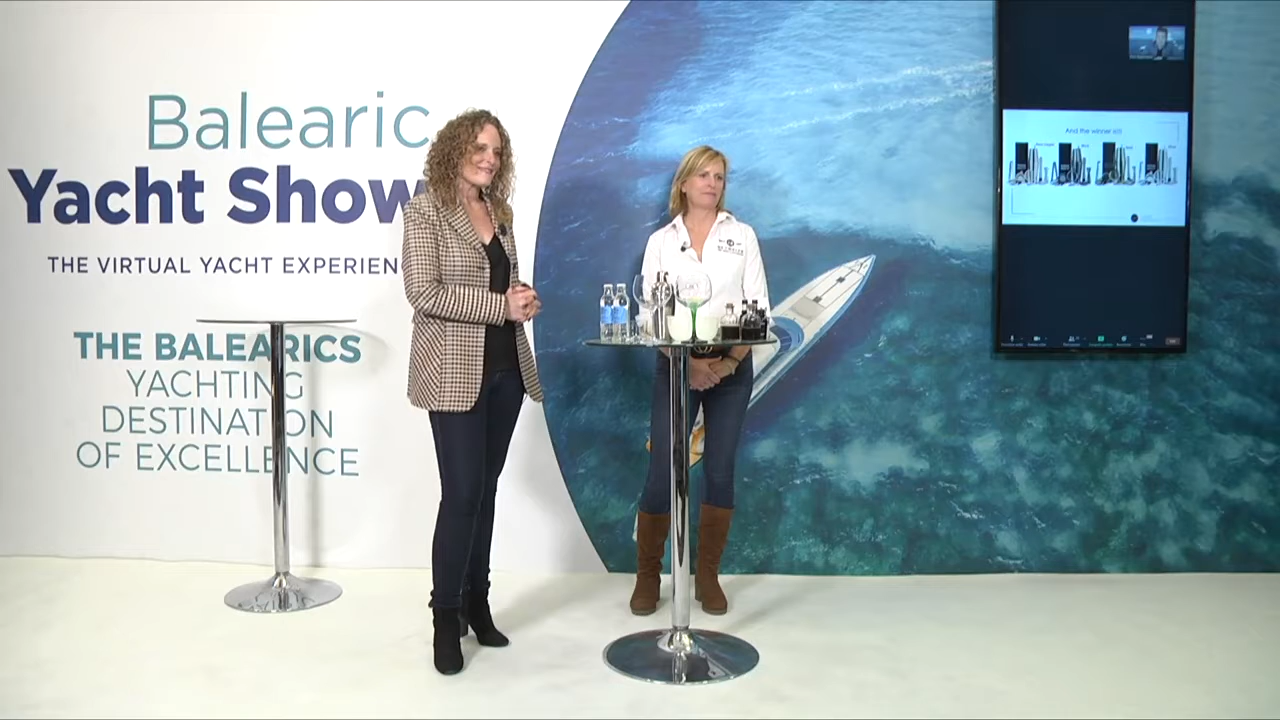 Balearic
Yacht Show
THE VIRTUAL YACHT EXPERIEN
THE BALEARICS
YACHTING
DESTINATION
OF EXCELLENCE
And the winner is!!!